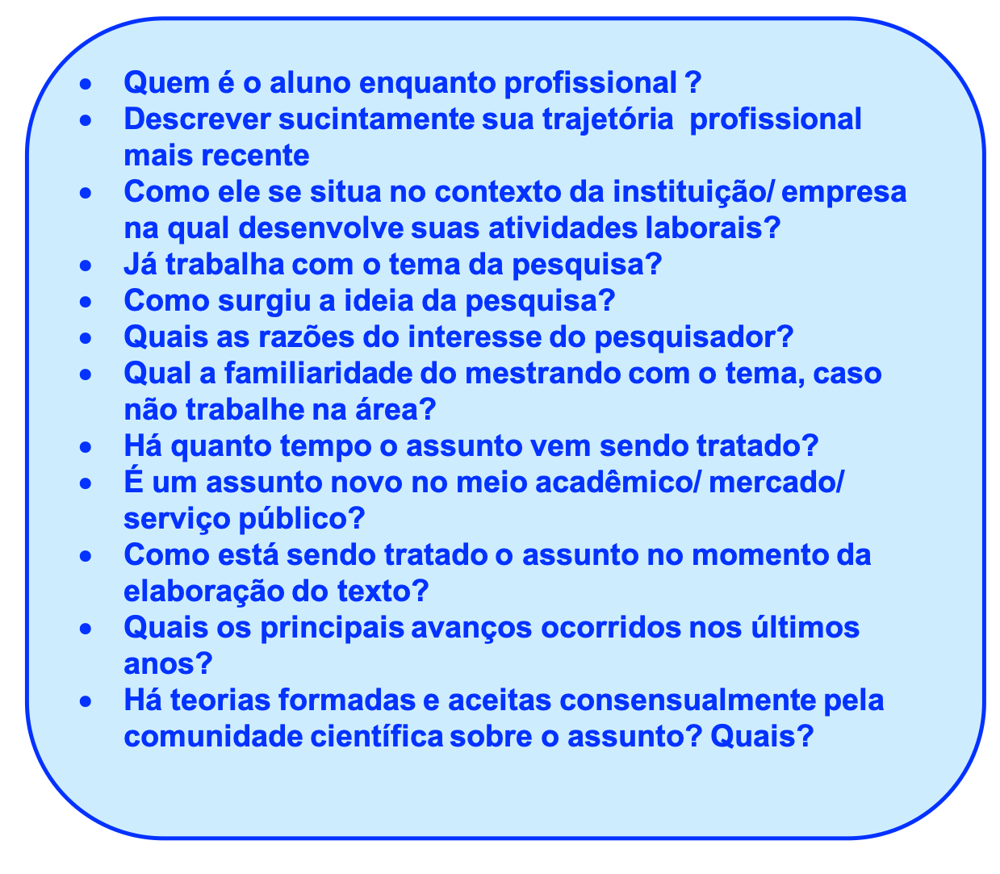 • Quem é o aluno enquanto profissional ?
• Descrever sucintamente sua trajetória  profissional
mais recente
• Como ele se situa no contexto da instituição/ empresa
na qual desenvolve suas atividades laborais?
• Já trabalha com o tema da pesquisa?
• Como surgiu a ideia da pesquisa?
• Quais as razões do interesse do pesquisador?
• Qual a familiaridade do mestrando com o tema, caso
não trabalhe na área?
• Há quanto tempo o assunto vem sendo tratado?
• É um assunto novo no meio acadêmico/ mercado/
serviço público?
• Como está sendo tratado o assunto no momento da
elaboração do texto?
• Quais os principais avanços ocorridos nos últimos
anos?
• Há teorias formadas e aceitas consensualmente pela
comunidade científica sobre o assunto? Quais?